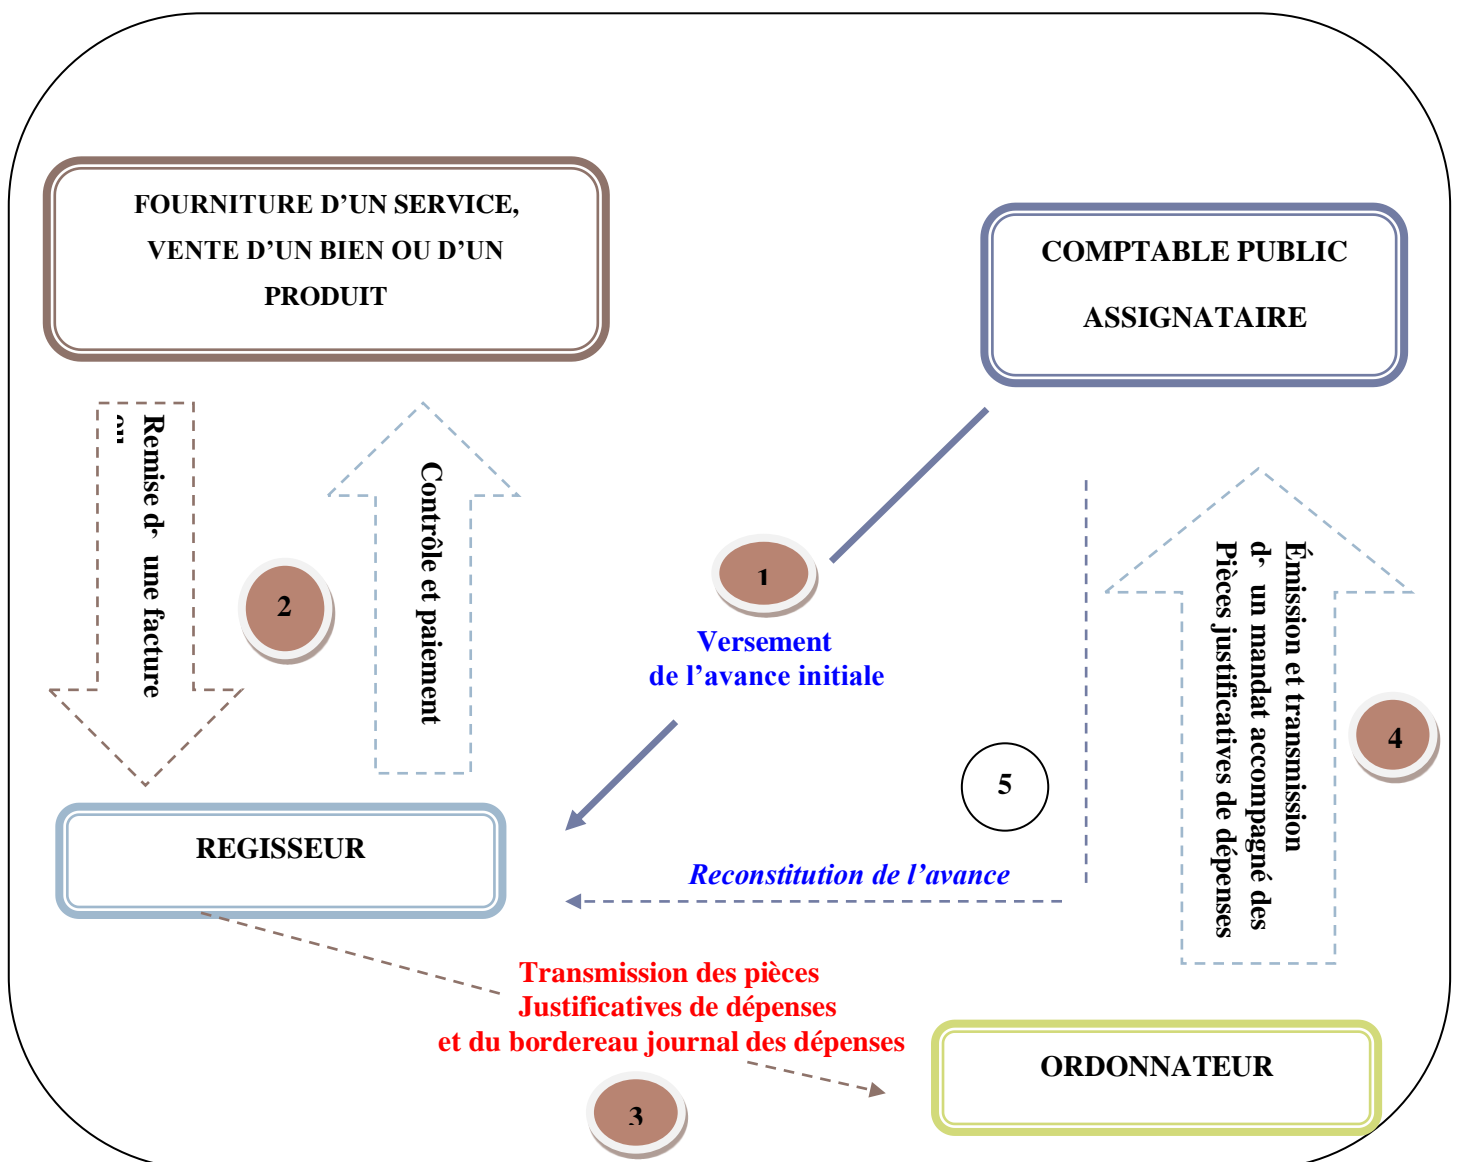 FOURNITURE D’UN SERVICE,
VENTE D’UN BIEN OU D’UN
PRODUIT
COMPTABLE PUBLIC
ASSIGNATAIRE
Remise d’ une facture
Contrôle et paiement
2
1
Versement
de l’avance initiale
Émission et transmission
d’ un mandat accompagné des
Pièces justificatives de dépenses
4
5
REGISSEUR
Reconstitution de l’avance
Transmission des pièces
Justificatives de dépenses
et du bordereau journal des dépenses
ORDONNATEUR
3